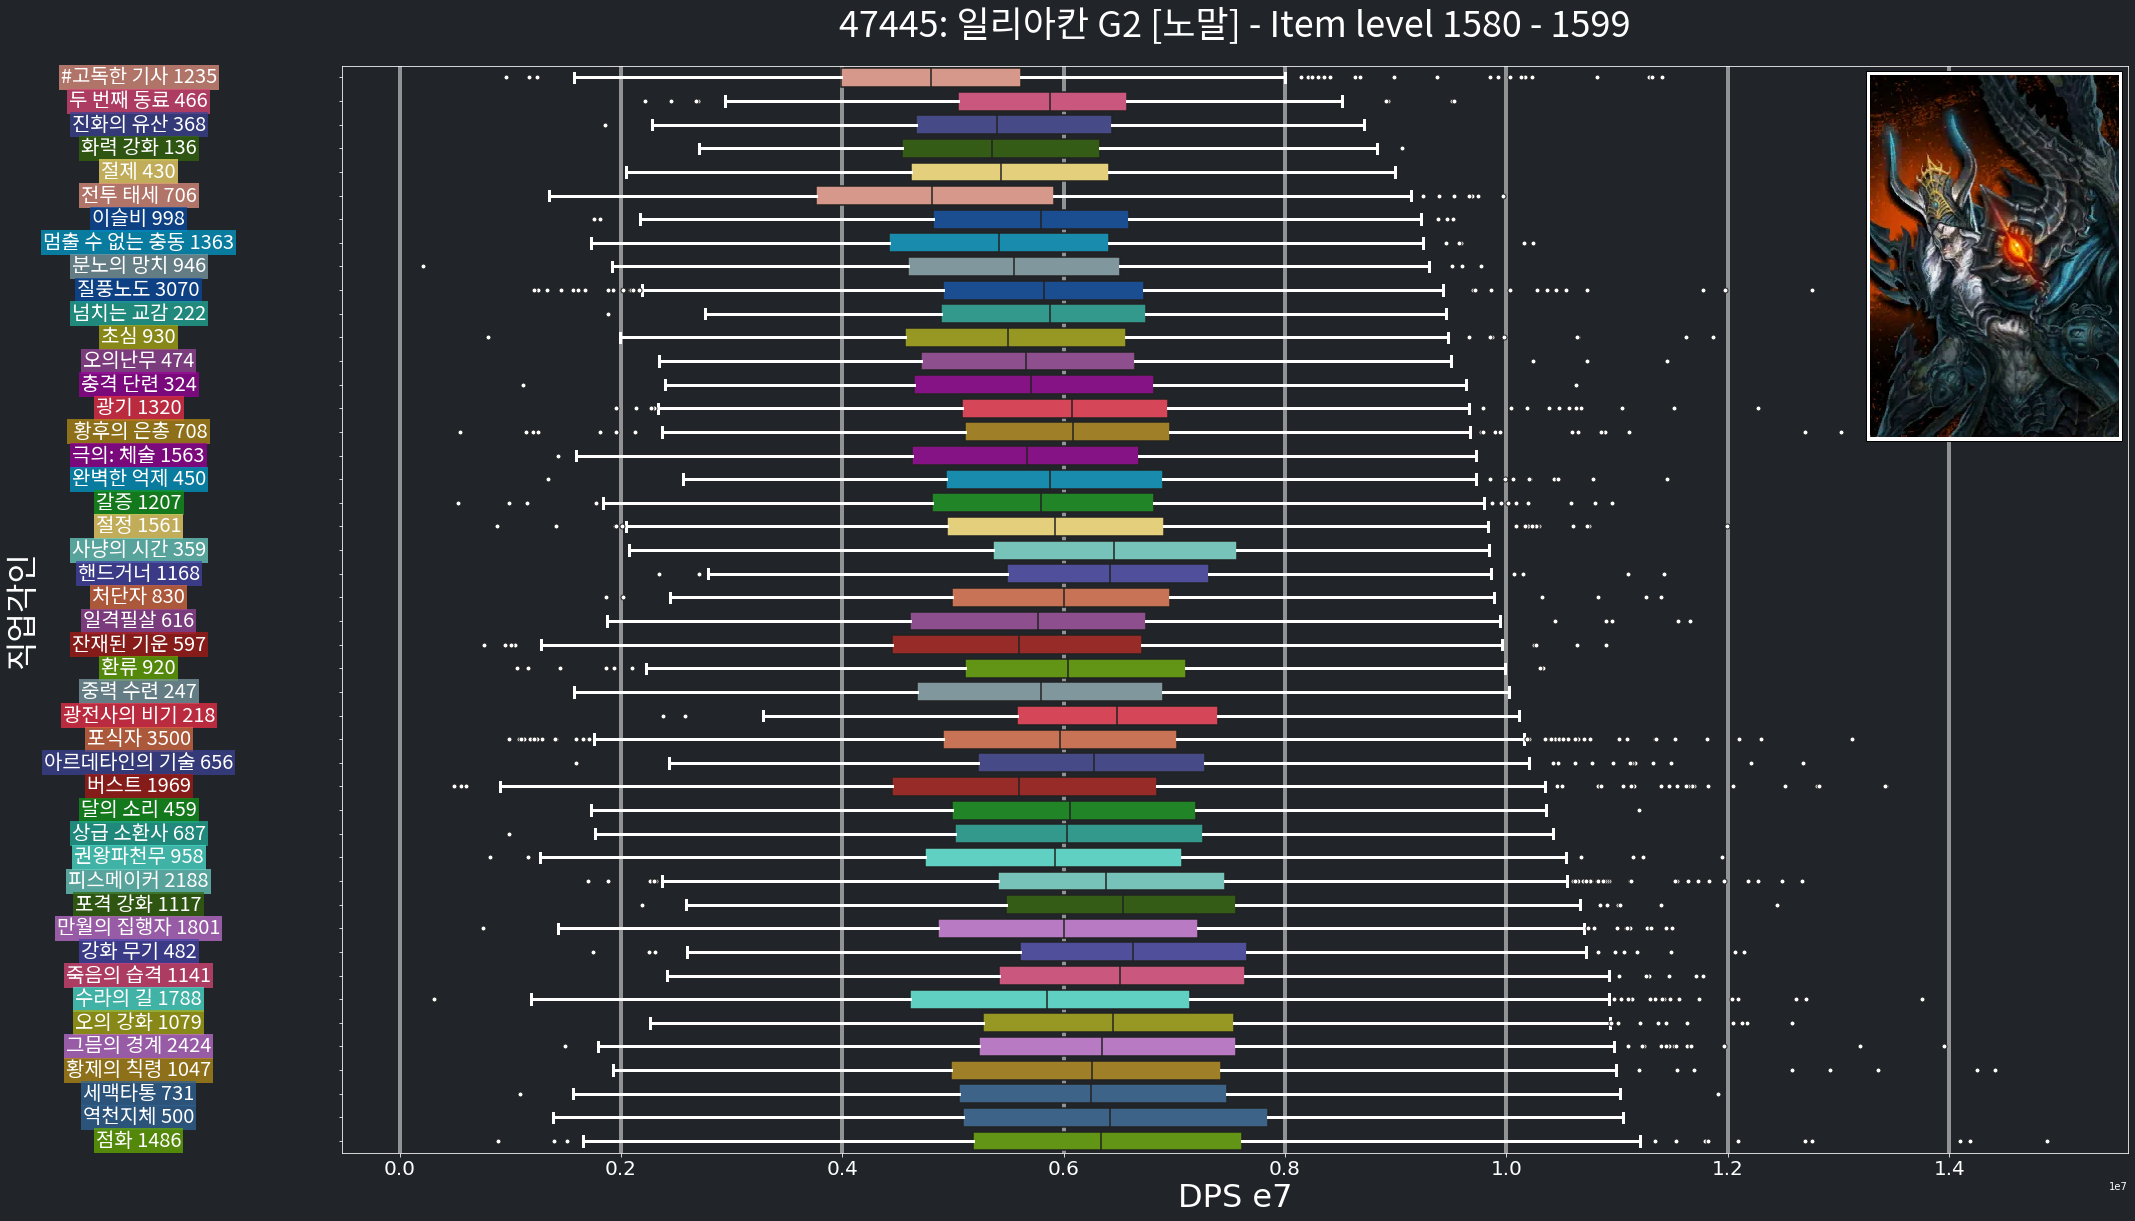 47445: 일리아칸 G2 [노말] - Item level 1580 - 1599
#고독한 기사 1235
두 번째 동료 466
진화의 유산 368
화력 강화 136
절제 430
전투 태세 706
이슬비 998
멈출 수 없는 충동 1363
분노의 망치 946
질풍노도 3070
넘치는 교감 222
초심 930
오의난무 474
충격 단련 324
광기 1320
황후의 은총 708
극의: 체술 1563
완벽한 억제 450
갈증 1207
절정 1561
사냥의 시간 359
핸드거너 1168
처단자 830
일격필살 616
잔재된 기운 597
환류 920
중력 수련 247
광전사의 비기 218
포식자 3500
아르데타인의 기술 656
버스트 1969
달의 소리 459
상급 소환사 687
권왕파천무 958
피스메이커 2188
포격 강화 1117
만월의 집행자 1801
강화 무기 482
죽음의 습격 1141
수라의 길 1788
오의 강화 1079
그믐의 경계 2424
황제의 칙령 1047
세맥타통 731
역천지체 500
점화 1486
직업각인
0.0 0.2 0.4 0.6 0.8 1.0 1.2 1.4
DPS e7
1e7